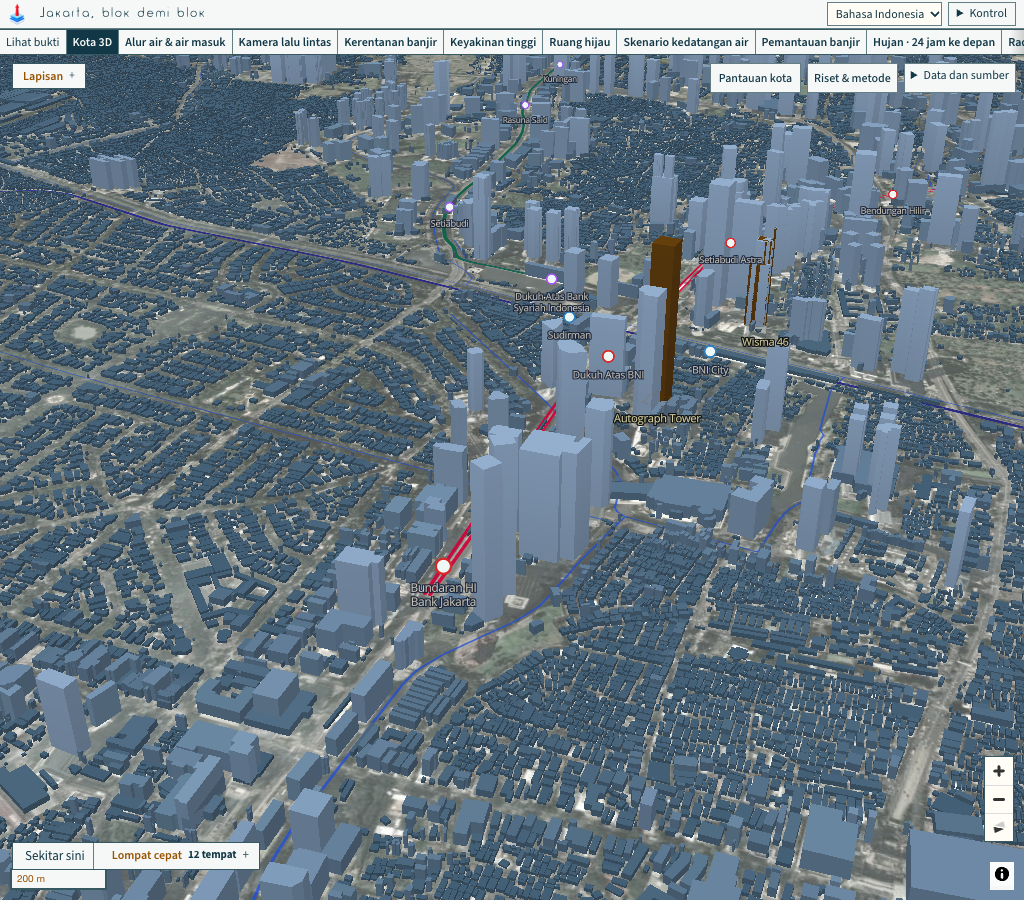 Jakarta, blok demi blok
Bahasa Indonesia
Kontrol
Lihat bukti
Kota 3D
Alur air & air masuk
Kamera lalu lintas
Kerentanan banjir
Keyakinan tinggi
Ruang hijau
Skenario kedatangan air
Pemantauan banjir
Hujan · 24 jam ke depan
Lapisan +
Pantauan kota
Riset & metode
Data dan sumber
Kuningan
Rasuna Said
Setiabudi
Bendungan Hilir
Setiabudi Astra
Dukuh Atas Bank
Syariah Indonesia
Sudirman
Wisma 46
BNI City
Dukuh Atas BNI
Autograph Tower
Bundaran HI
Bank Jakarta
Sekitar sini
Lompat cepat 12 tempat +
200 m